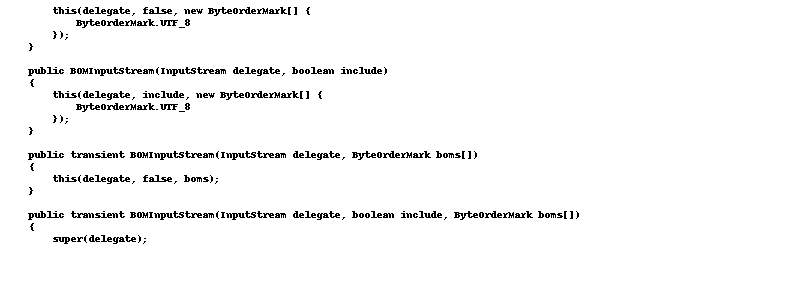 this(delegate, false, new ByteOrderMark[] {
            ByteOrderMark.UTF_8
        });
    }

    public BOMInputStream(InputStream delegate, boolean include)
    {
        this(delegate, include, new ByteOrderMark[] {
            ByteOrderMark.UTF_8
        });
    }

    public transient BOMInputStream(InputStream delegate, ByteOrderMark boms[])
    {
        this(delegate, false, boms);
    }

    public transient BOMInputStream(InputStream delegate, boolean include, ByteOrderMark boms[])
    {
        super(delegate);